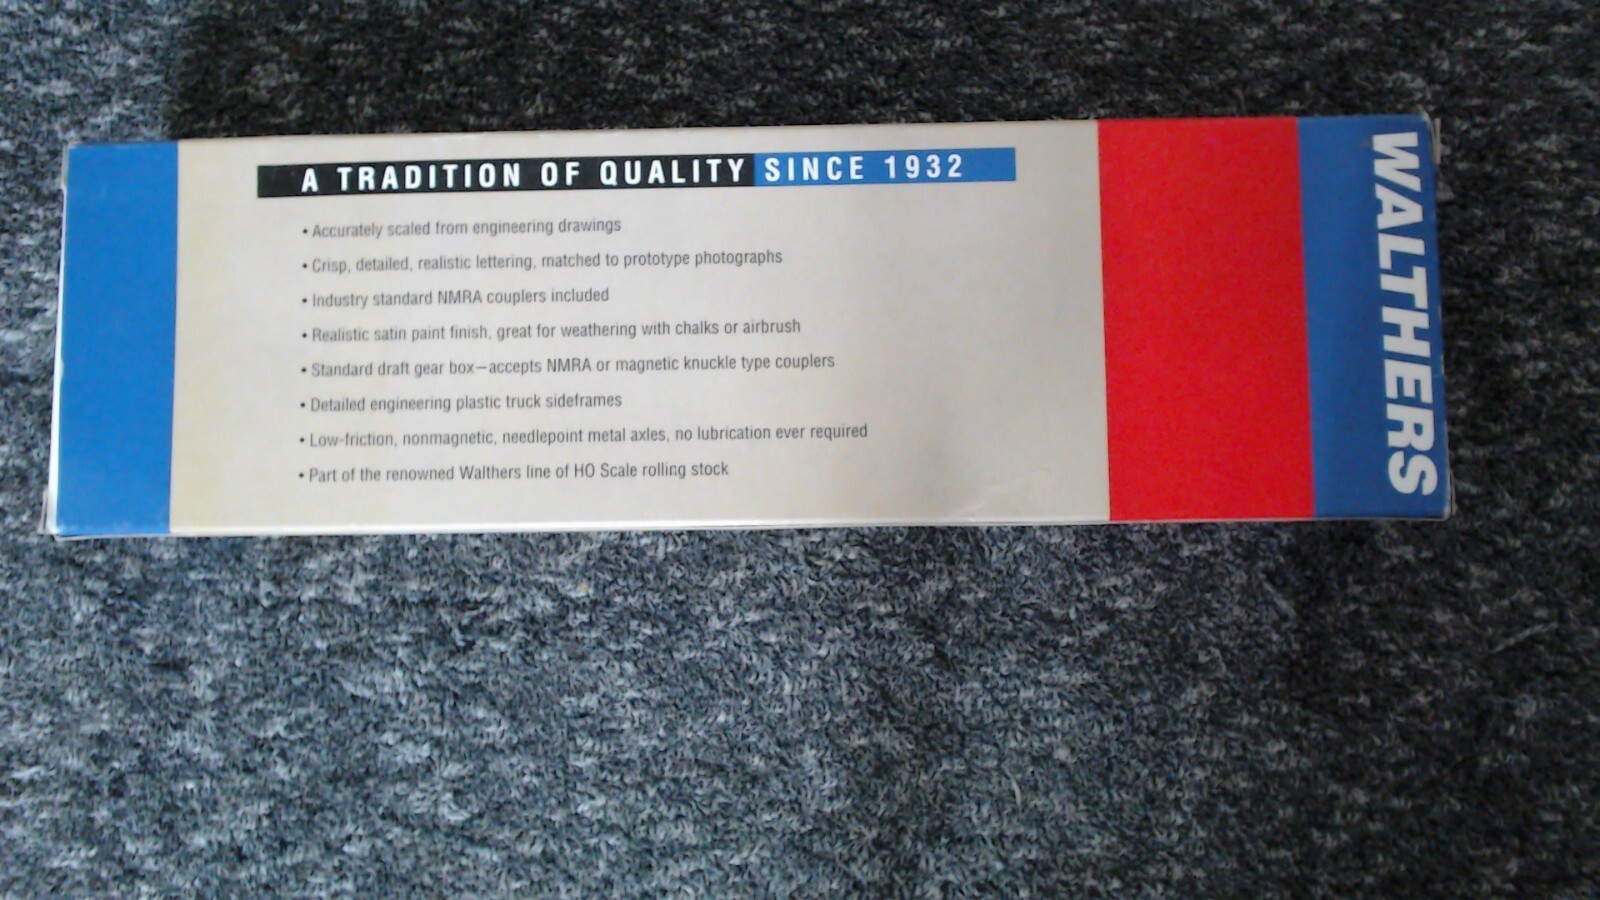 A TRADITION OF QUALITY SINCE 1932
• Accurately scaled from engineering drawings
• Crisp, detailed, realistic lettering, matched to prototype photographs
• Industry standard NMRA couplers included
• Realistic satin paint finish, great for weathering with chalks or airbrush
• Standard draft gear box—accepts NMRA or magnetic knuckle type couplers
• Detailed engineering plastic truck sideframes
• Low-friction, nonmagnetic, needlepoint metal axles, no lubrication ever required
• Part of the renowned Walthers line of HO Scale rolling stock
WALTHERS